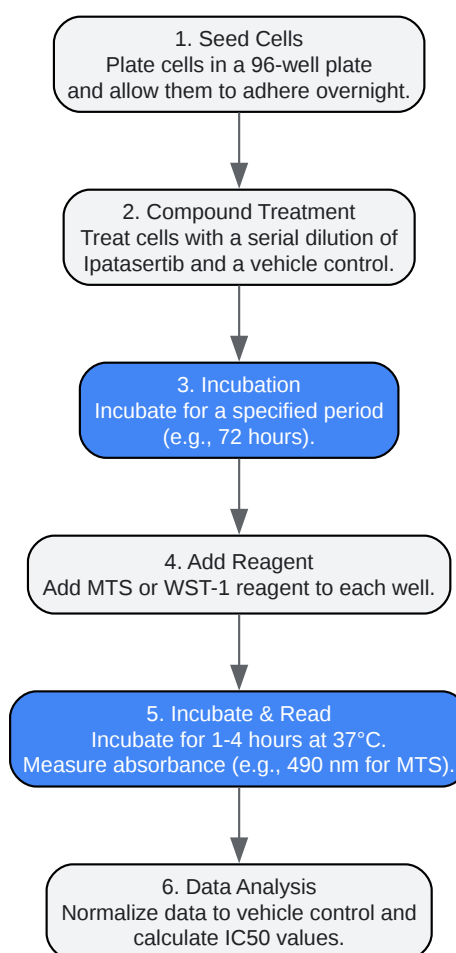 1. Seed Cells
Plate cells in a 96-well plate
and allow them to adhere overnight.
2. Compound Treatment
Treat cells with a serial dilution of
Ipatasertib and a vehicle control.
3. Incubation
Incubate for a specified period
(e.g., 72 hours).
4. Add Reagent
Add MTS or WST-1 reagent to each well.
5. Incubate & Read
Incubate for 1-4 hours at 37°C.
Measure absorbance (e.g., 490 nm for MTS).
6. Data Analysis
Normalize data to vehicle control and
calculate IC50 values.